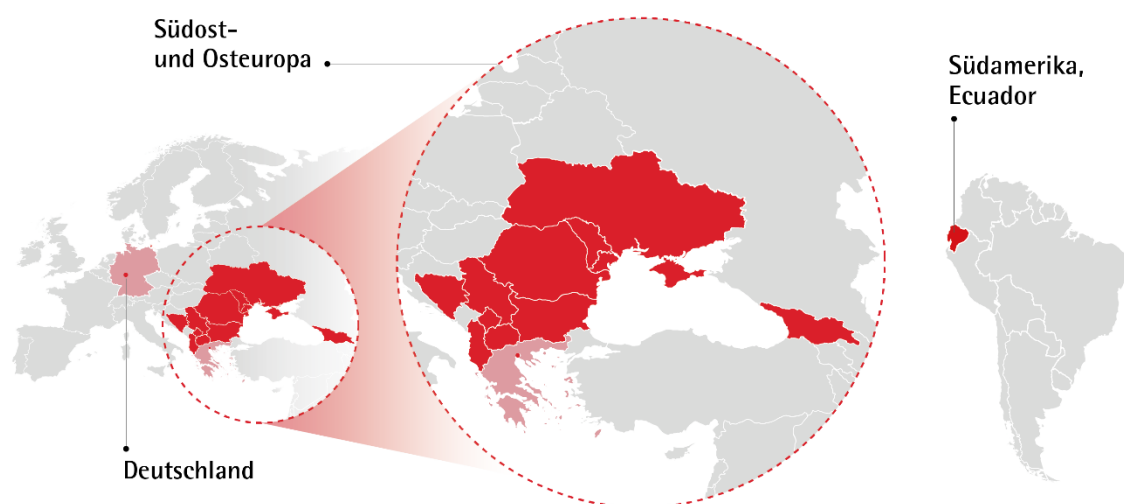 Südost-
und Osteuropa
Südamerika,
Ecuador
Deutschland